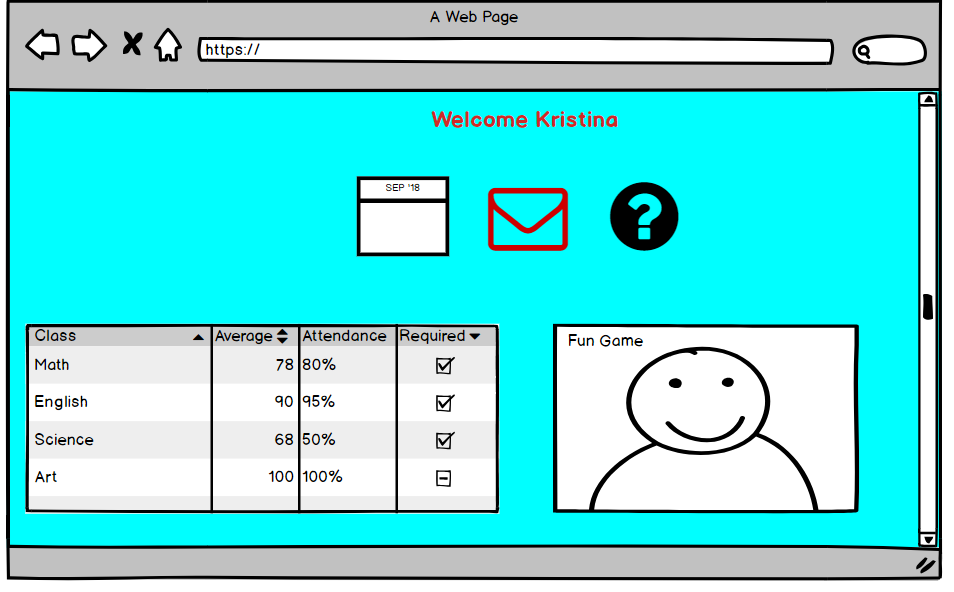 A Web Page
https://
Welcome Kristina
SEP '18
?
Class Average Attendance Required
Math 78 80%
English 90 95%
Science 68 50%
Art 100 100%
Fun Game